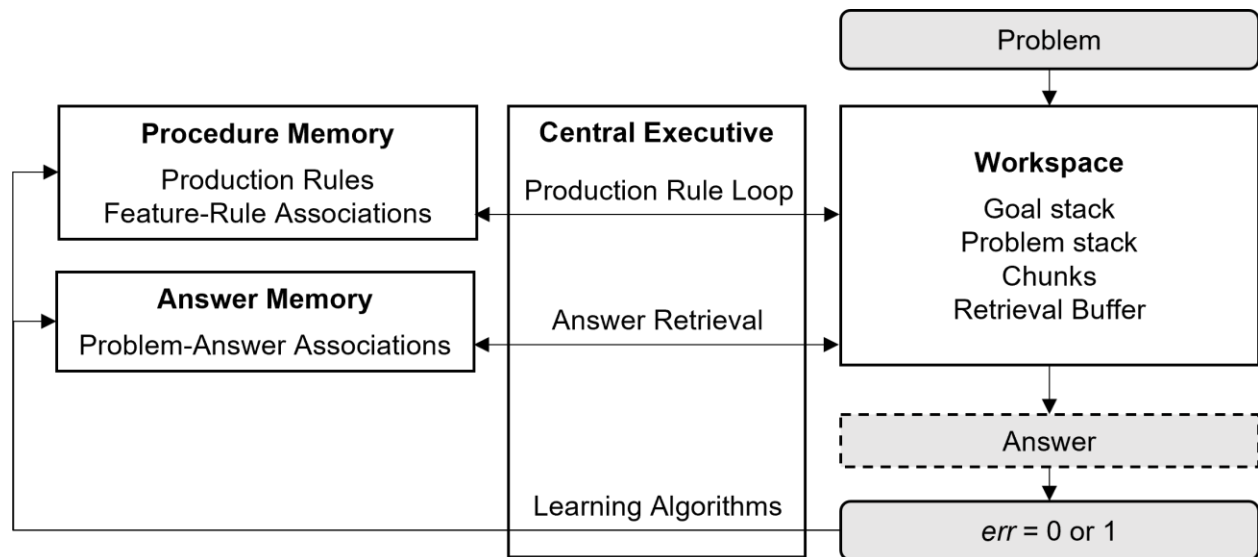 Problem
Procedure Memory
Production Rules
Feature-Rule Associations
Central Executive
Production Rule Loop
Workspace
Goal stack
Problem stack
Chunks
Retrieval Buffer
Answer Memory
Problem-Answer Associations
Answer Retrieval
Answer
Learning Algorithms
err = 0 or 1